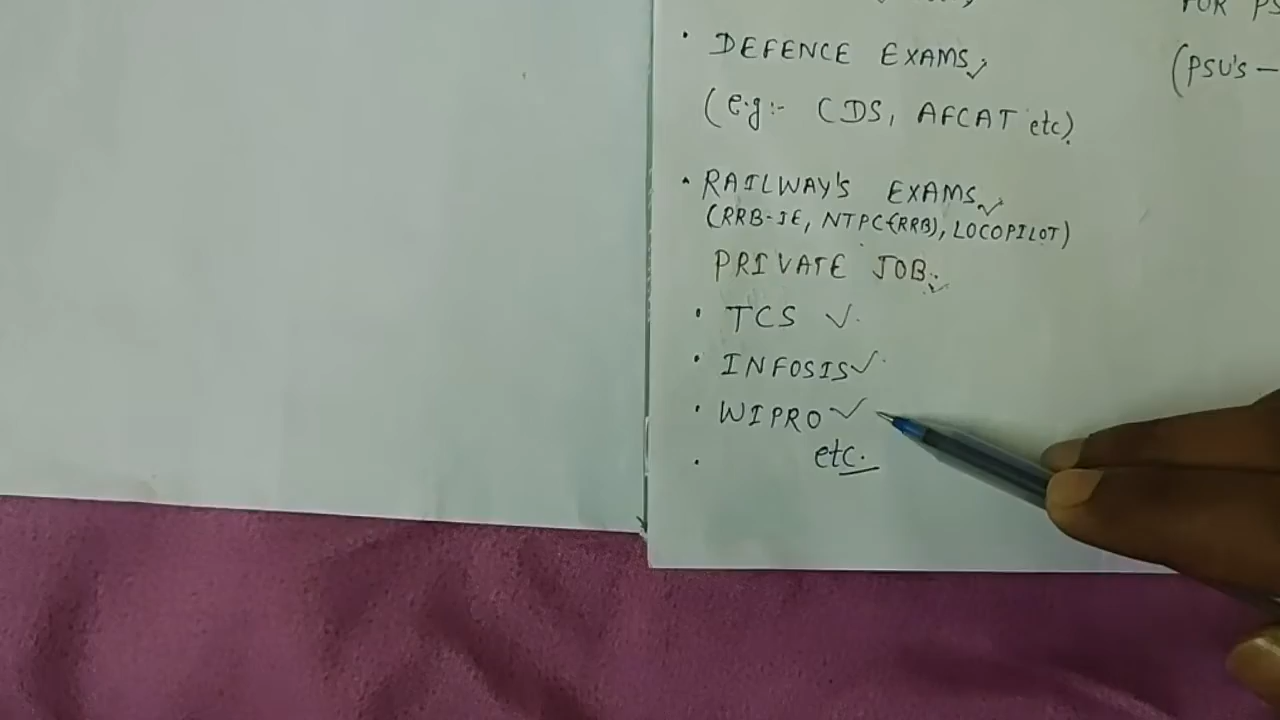 FOR PS
• DEFENCE EXAMS ✓
(PSU's –
(e.g:- CDS, AFCAT etc).
• RAILWAY'S EXAMS ✓
(RRB-JE, NTPC(RRB), LOCOPILOT)
PRIVATE JOB. ✓
• TCS ✓
• INFOSIS ✓
• WIPRO ✓
• etc.